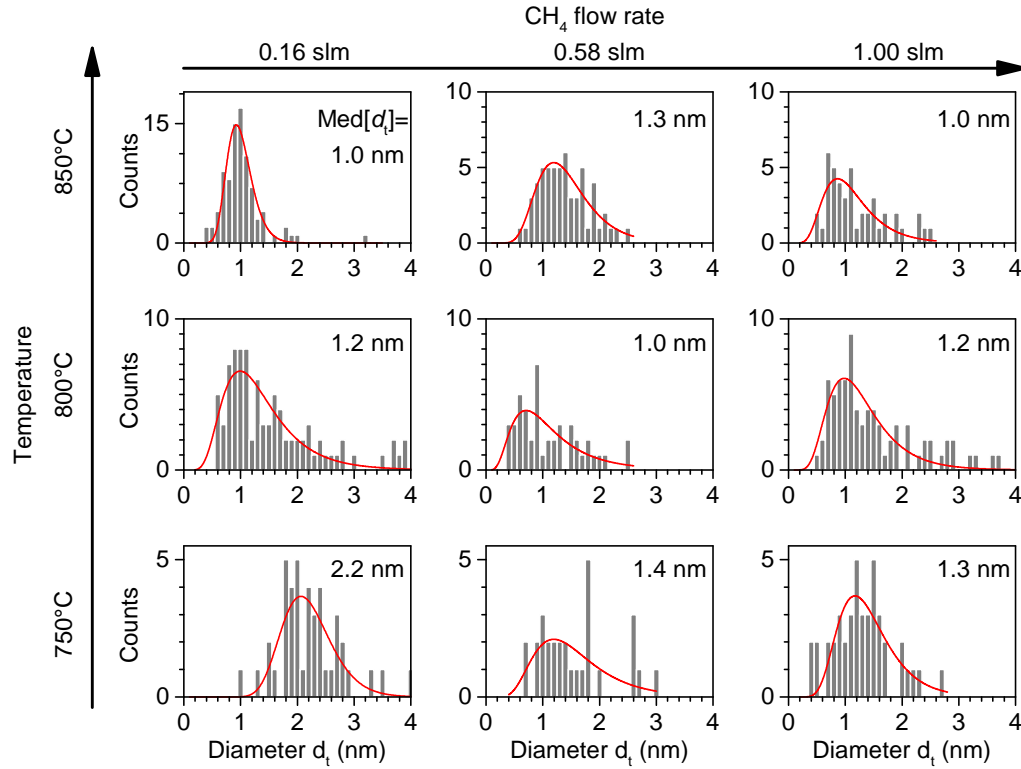 CH₄ flow rate
0.16 slm 0.58 slm 1.00 slm
Temperature
850°C
Counts
15
0
0 1 2 3 4
Med[dₜ]=
1.0 nm
10
5
0
0 1 2 3 4
1.3 nm
10
5
0
0 1 2 3 4
1.0 nm
800°C
Counts
10
5
0
0 1 2 3 4
1.2 nm
10
5
0
0 1 2 3 4
1.0 nm
10
5
0
0 1 2 3 4
1.2 nm
750°C
Counts
5
0
0 1 2 3 4
2.2 nm
Diameter dₜ (nm)
5
0
0 1 2 3 4
1.4 nm
Diameter dₜ (nm)
5
0
0 1 2 3 4
1.3 nm
Diameter dₜ (nm)